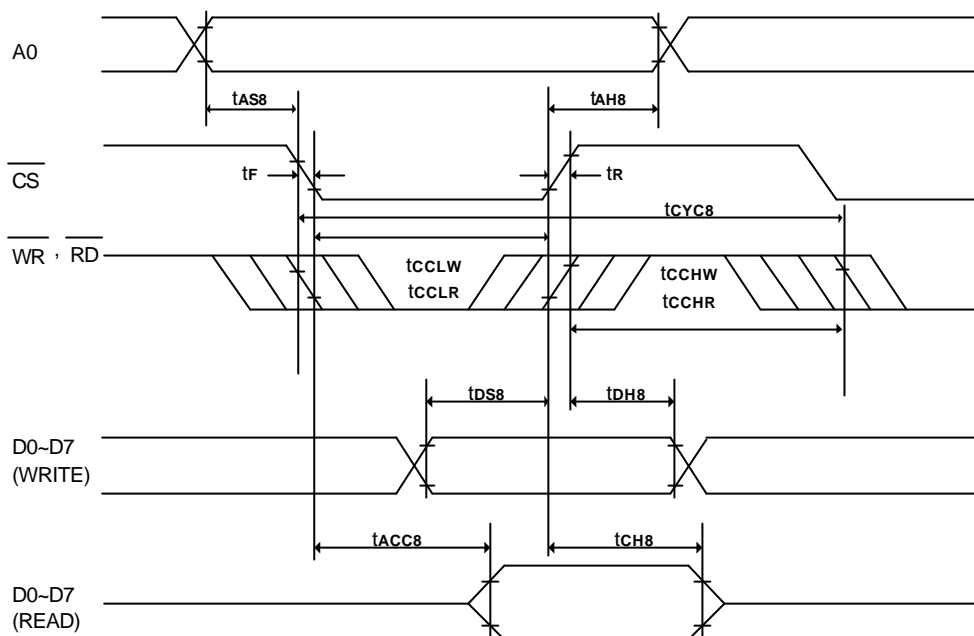 A0
tAS8
tAH8
CS
tF
tR
tCYC8
WR , RD
tCCLW
tCCLR
tCCHW
tCCHR
tDS8
tDH8
D0~D7
(WRITE)
tACC8
tCH8
D0~D7
(READ)